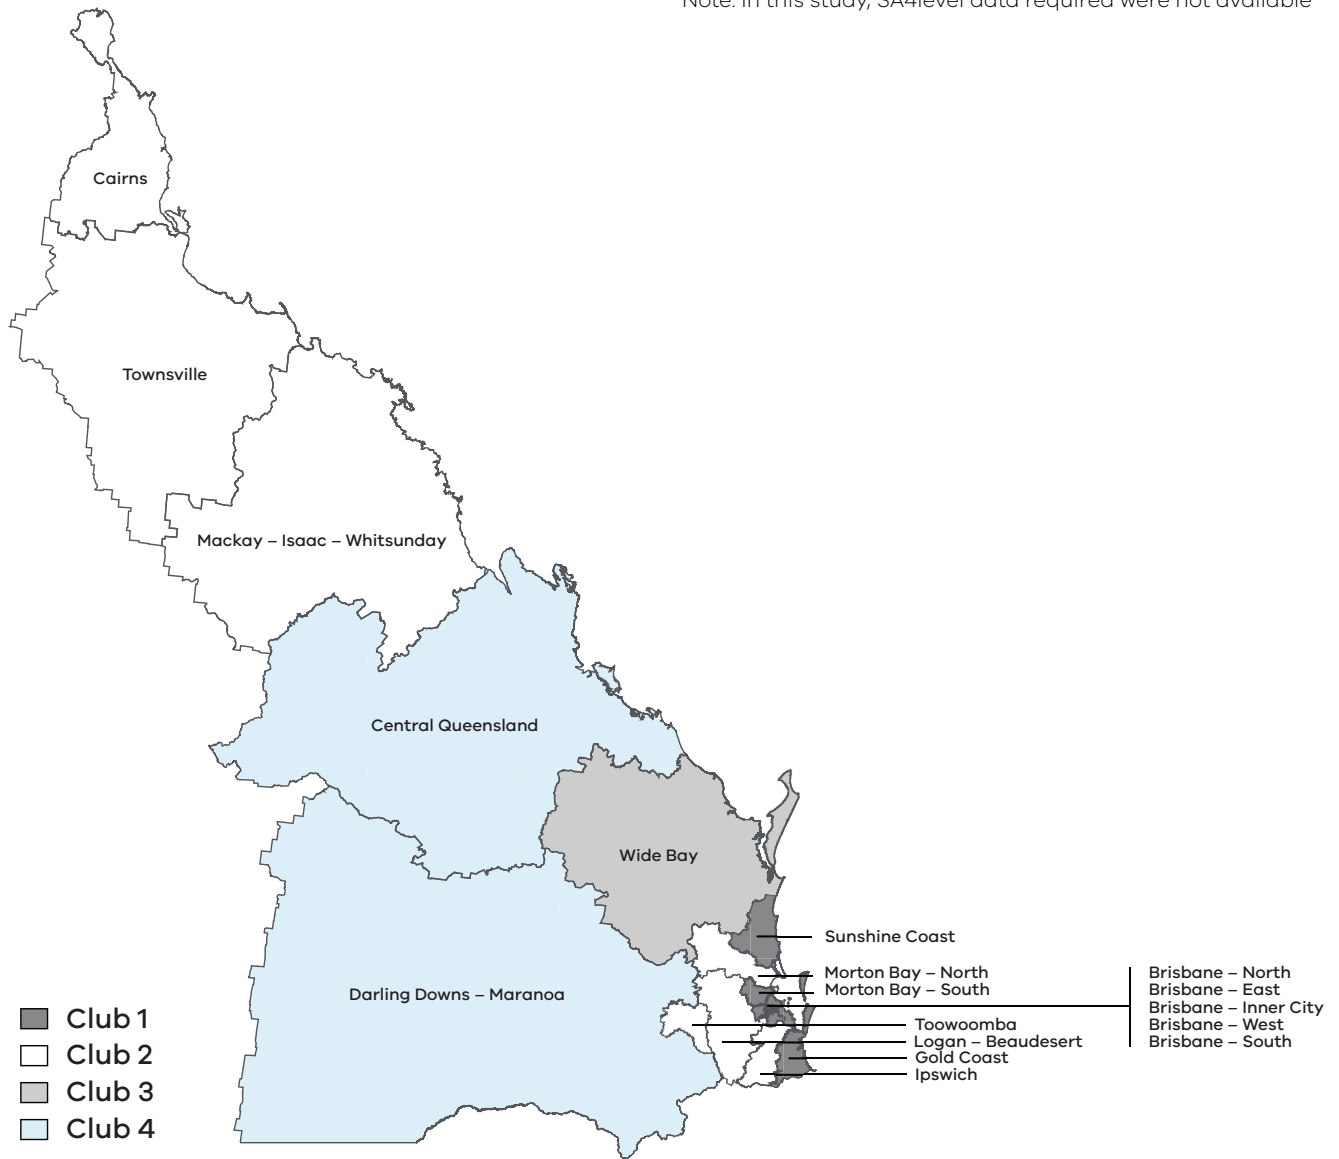 Note: In this study, SA4level data required were not available
Cairns
Townsville
Mackay – Isaac – Whitsunday
Central Queensland
Wide Bay
Sunshine Coast
Morton Bay – North
Morton Bay – South
Brisbane – North
Brisbane – East
Brisbane – Inner City
Brisbane – West
Brisbane – South
Darling Downs – Maranoa
Toowoomba
Logan – Beaudesert
Gold Coast
Ipswich
Club 1
Club 2
Club 3
Club 4